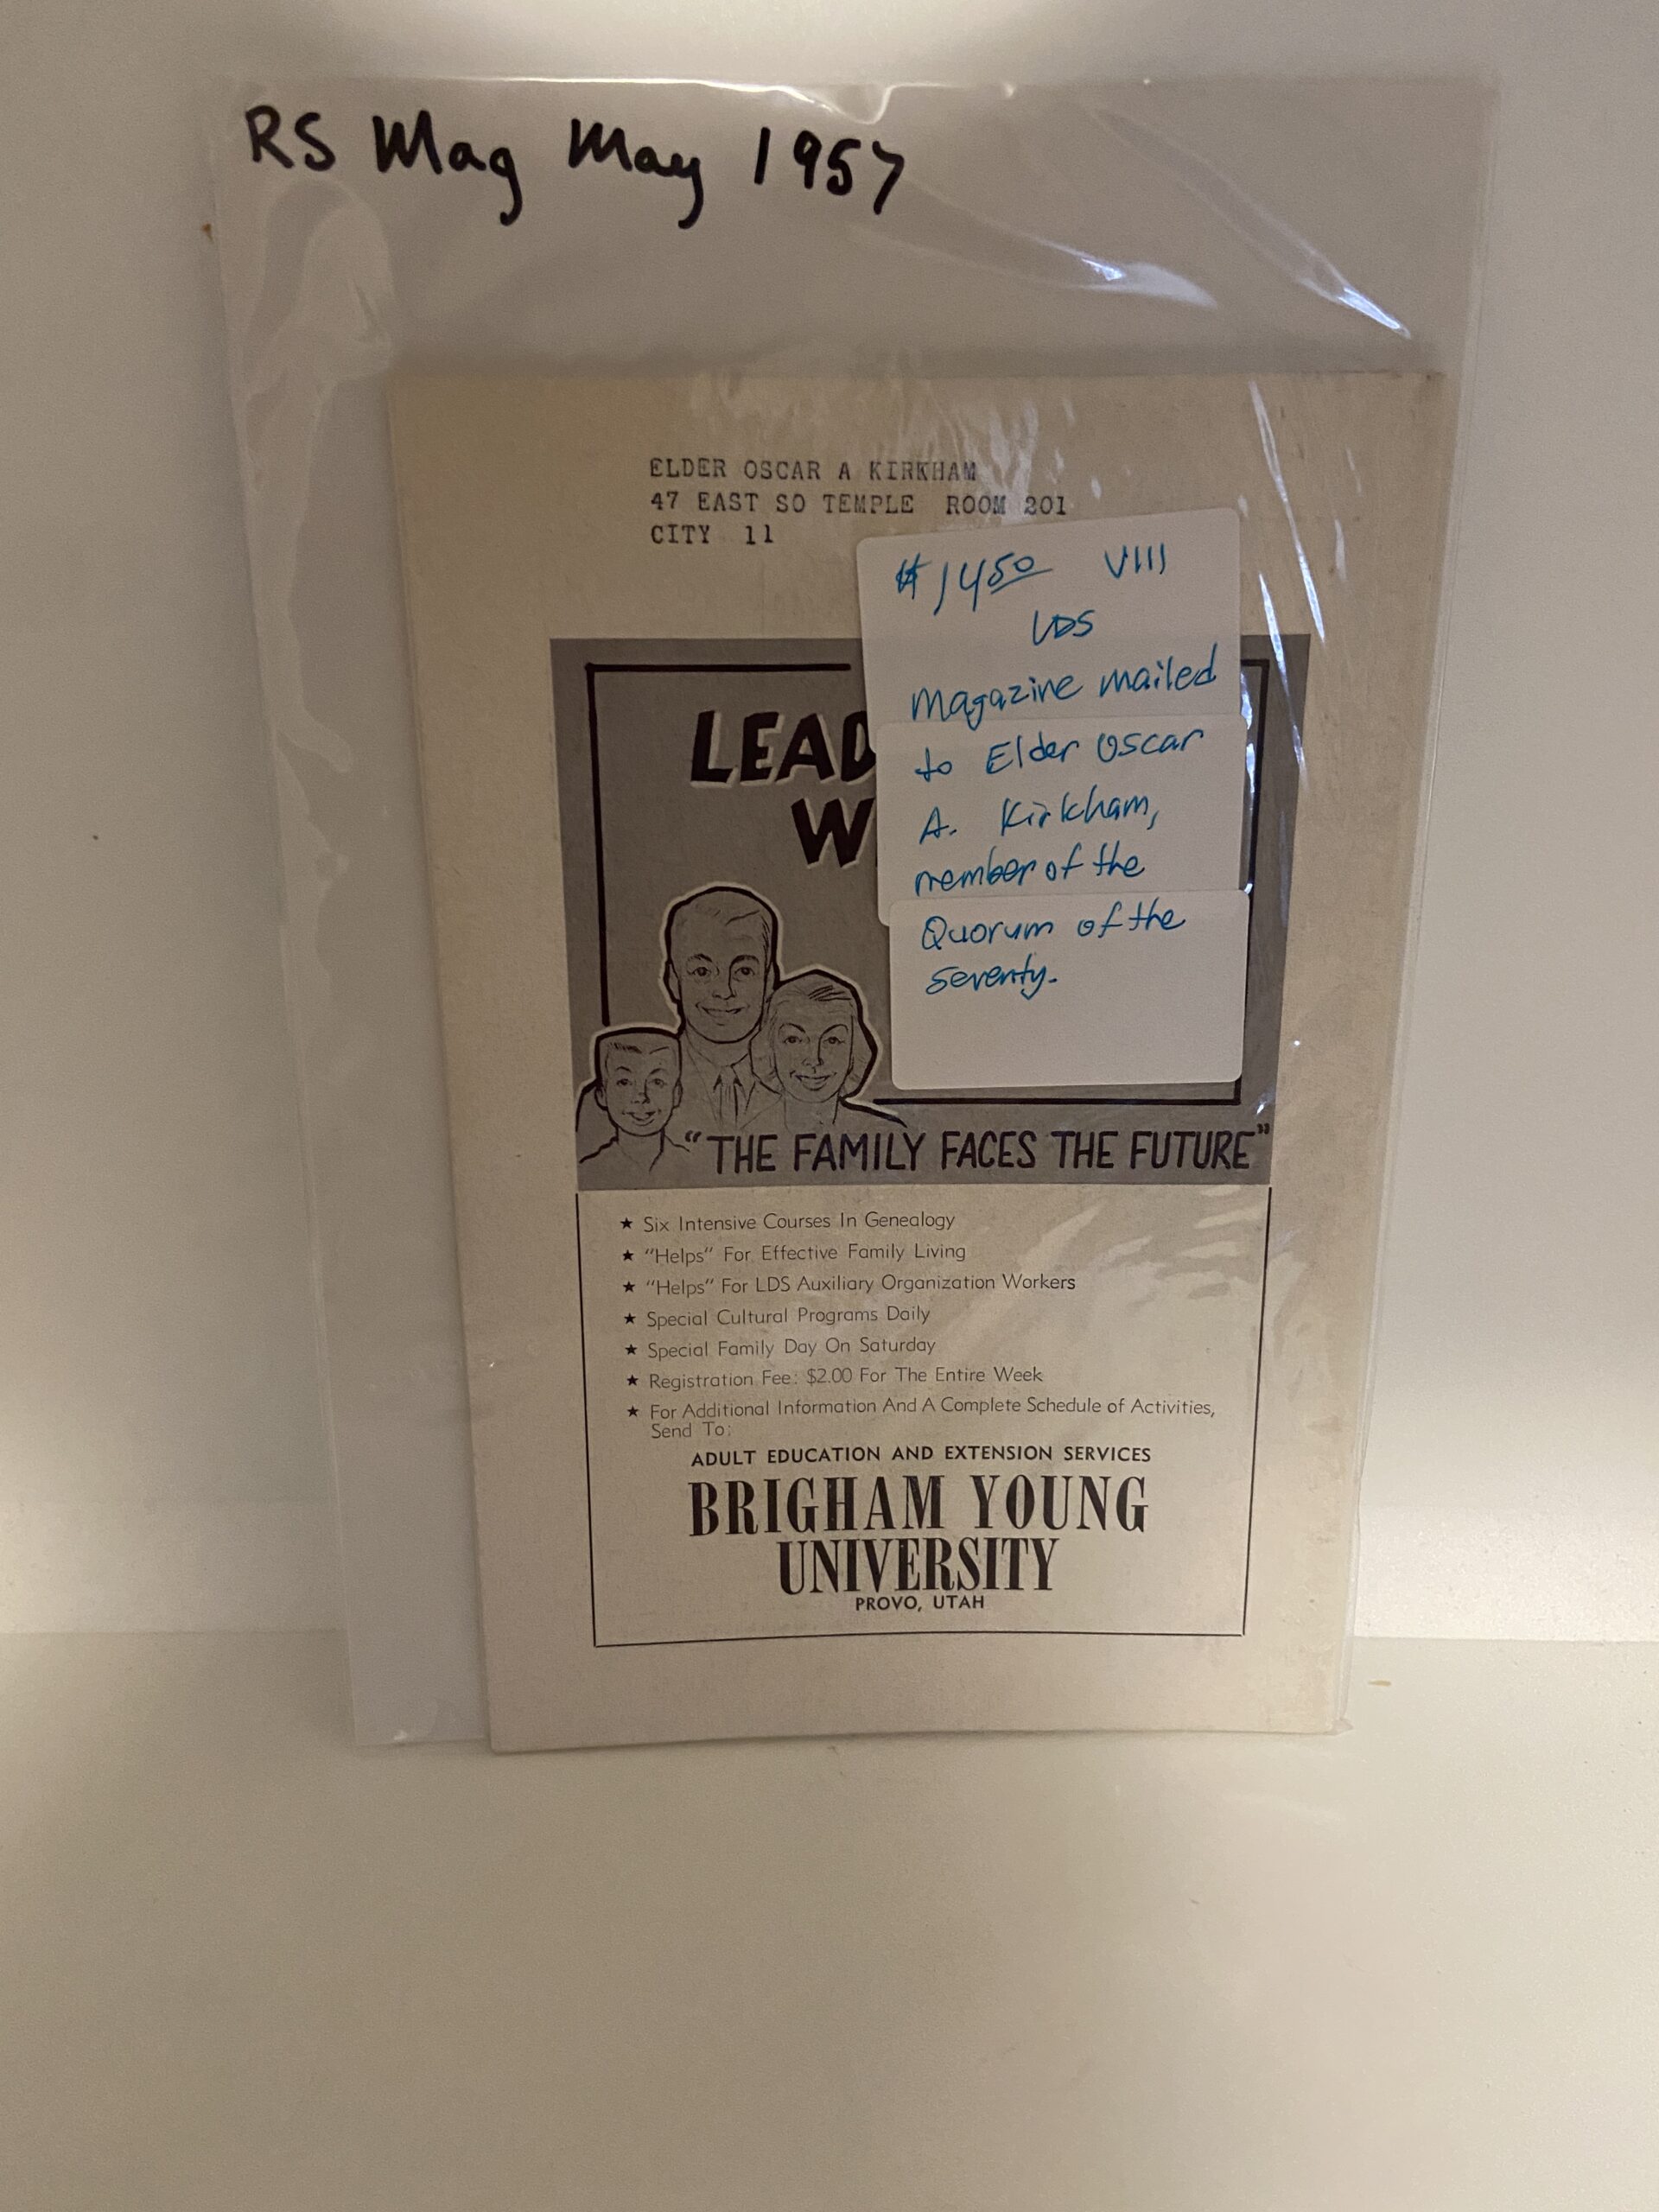 RS Mag May 1957
ELDER OSCAR A KIRKHAM
47 EAST SO TEMPLE ROOM 201
CITY 11
$14.50 VIII
LDS
Magazine mailed
to Elder Oscar
A. Kirkham,
member of the
Quorum of the
Seventy.
"THE FAMILY FACES THE FUTURE"
★ Six Intensive Courses In Genealogy
★ "Helps" For Effective Family Living
★ "Helps" For LDS Auxiliary Organization Workers
★ Special Cultural Programs Daily
★ Special Family Day On Saturday
★ Registration Fee: $2.00 For The Entire Week
★ For Additional Information And A Complete Schedule of Activities,
Send To:
ADULT EDUCATION AND EXTENSION SERVICES
BRIGHAM YOUNG
UNIVERSITY
PROVO, UTAH